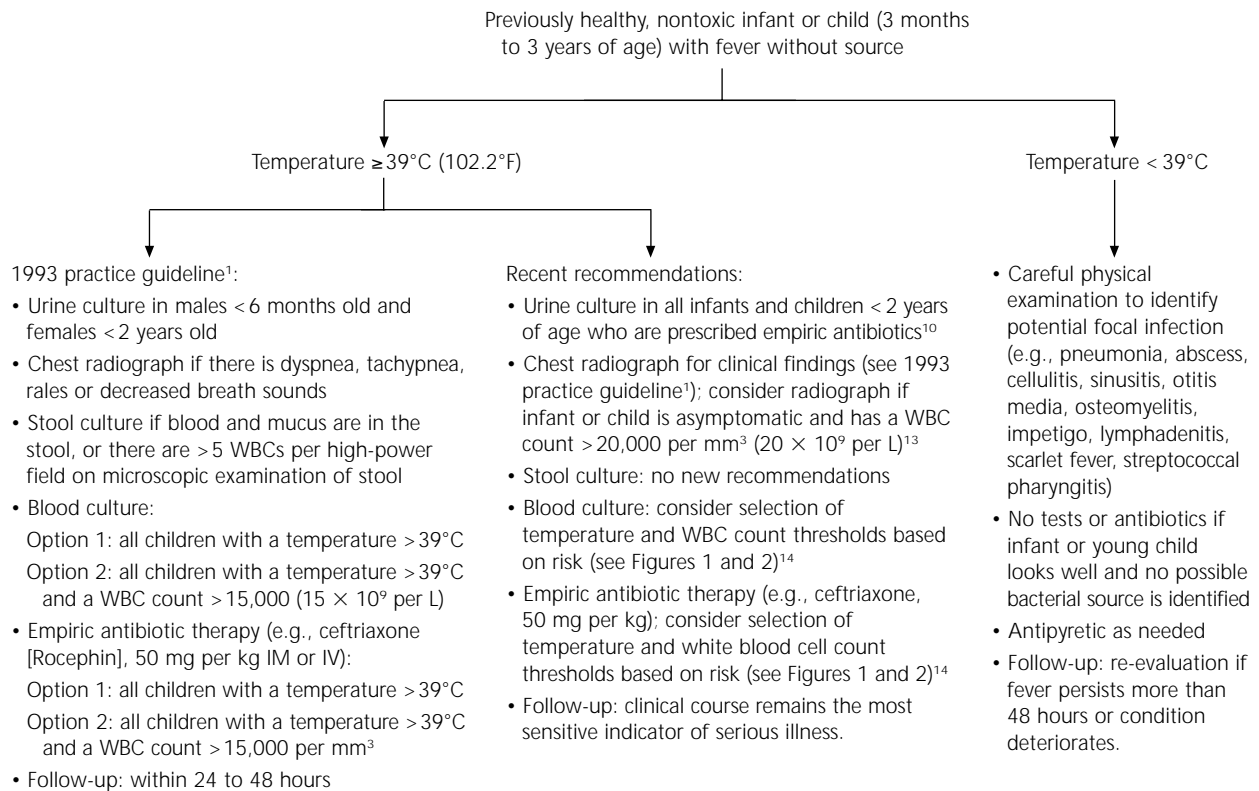 Previously healthy, nontoxic infant or child (3 months
to 3 years of age) with fever without source
Temperature ≥39°C (102.2°F)
Temperature <39°C
1993 practice guideline¹:
• Urine culture in males <6 months old and
females <2 years old
• Chest radiograph if there is dyspnea, tachypnea,
rales or decreased breath sounds
• Stool culture if blood and mucus are in the
stool, or there are >5 WBCs per high-power
field on microscopic examination of stool
• Blood culture:
Option 1: all children with a temperature >39°C
Option 2: all children with a temperature >39°C
and a WBC count >15,000 (15 × 10⁹ per L)
• Empiric antibiotic therapy (e.g., ceftriaxone
[Rocephin], 50 mg per kg IM or IV):
Option 1: all children with a temperature >39°C
Option 2: all children with a temperature >39°C
and a WBC count >15,000 per mm³
• Follow-up: within 24 to 48 hours
Recent recommendations:
• Urine culture in all infants and children <2 years
of age who are prescribed empiric antibiotics¹⁰
• Chest radiograph for clinical findings (see 1993
practice guideline¹); consider radiograph if
infant or child is asymptomatic and has a WBC
count >20,000 per mm³ (20 × 10⁹ per L)¹³
• Stool culture: no new recommendations
• Blood culture: consider selection of
temperature and WBC count thresholds based
on risk (see Figures 1 and 2)¹⁴
• Empiric antibiotic therapy (e.g., ceftriaxone,
50 mg per kg); consider selection of
temperature and white blood cell count
thresholds based on risk (see Figures 1 and 2)¹⁴
• Follow-up: clinical course remains the most
sensitive indicator of serious illness.
• Careful physical
examination to identify
potential focal infection
(e.g., pneumonia, abscess,
cellulitis, sinusitis, otitis
media, osteomyelitis,
impetigo, lymphadenitis,
scarlet fever, streptococcal
pharyngitis)
• No tests or antibiotics if
infant or young child
looks well and no possible
bacterial source is identified
• Antipyretic as needed
• Follow-up: re-evaluation if
fever persists more than
48 hours or condition
deteriorates.